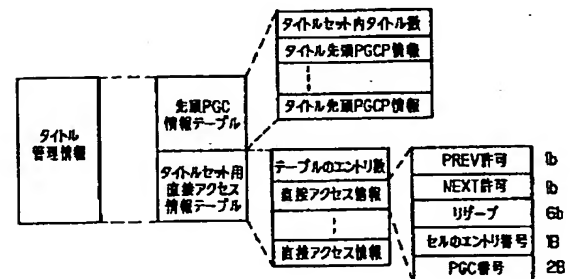 タイトル
管理情報
先頭PGC
情報テーブル
タイトルセット用
直接アクセス
情報テーブル
タイトルセット内タイトル数
タイトル先頭PGCP情報
タイトル先頭PGCP情報
テーブルのエントリ数
直接アクセス情報
直接アクセス情報
PREV許可 1b
NEXT許可 1b
リザーブ 6b
セルのエントリ番号 1B
PGC番号 2B